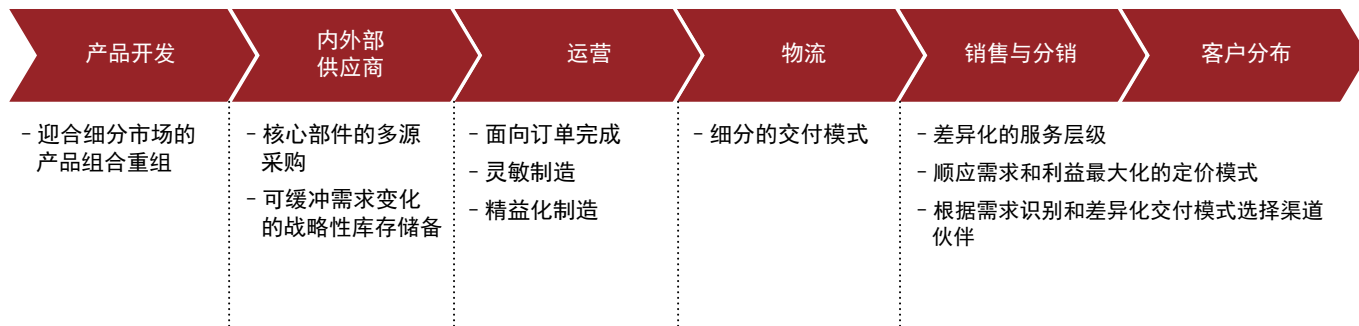 产品开发
内外部
供应商
运营
物流
销售与分销
客户分布
- 迎合细分市场的
产品组合重组
- 核心部件的多源
采购
- 可缓冲需求变化
的战略性库存储备
- 面向订单完成
- 灵敏制造
- 精益化制造
- 细分的交付模式
- 差异化的服务层级
- 顺应需求和利益最大化的定价模式
- 根据需求识别和差异化交付模式选择渠道
伙伴